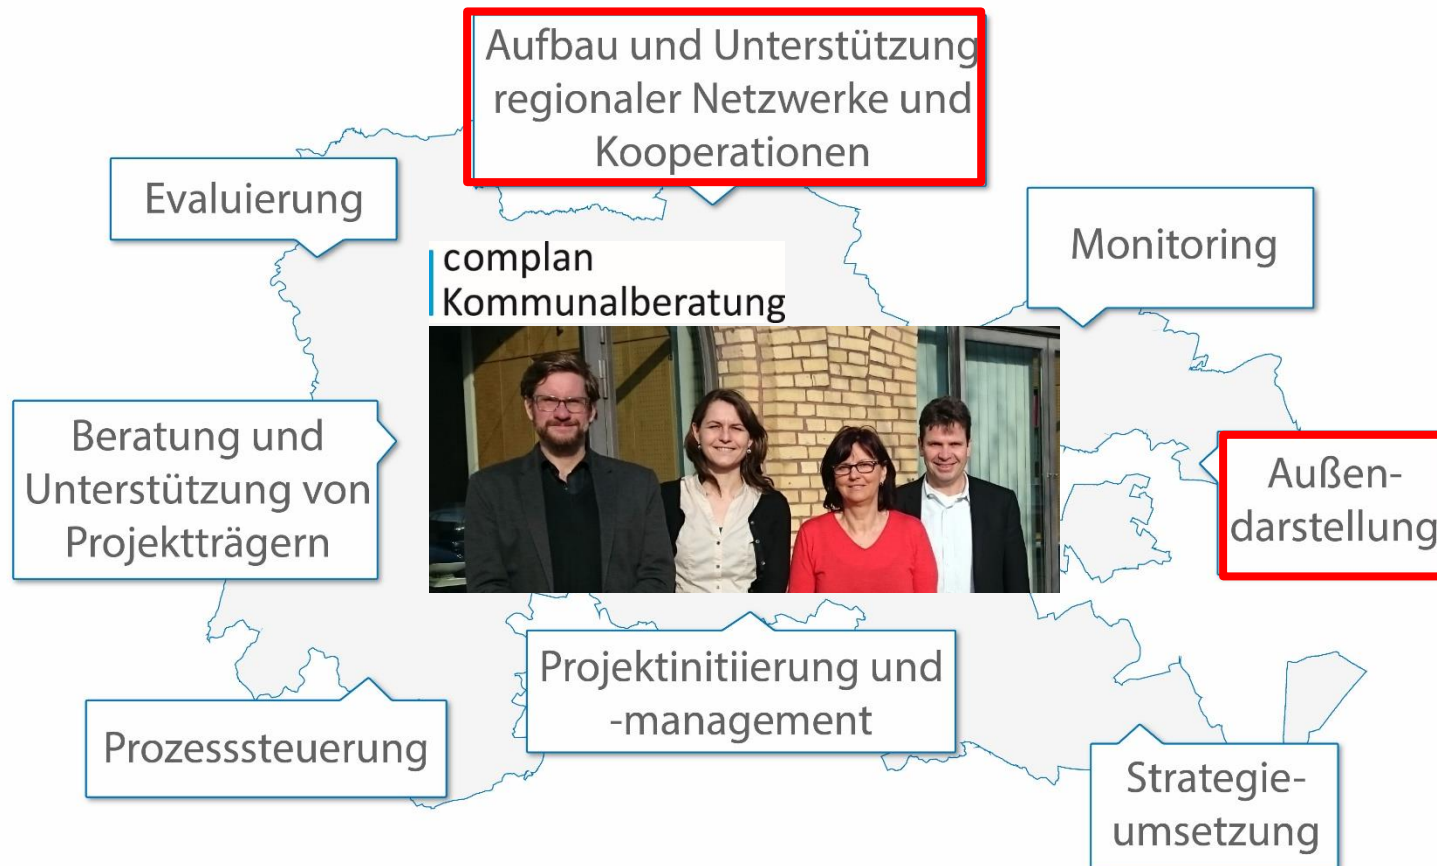 Aufbau und Unterstützung
regionaler Netzwerke und
Kooperationen
Evaluierung
Monitoring
complan
Kommunalberatung
Beratung und
Unterstützung von
Projektträgern
Außen-
darstellung
Projektinitiierung und
-management
Prozesssteuerung
Strategie-
umsetzung